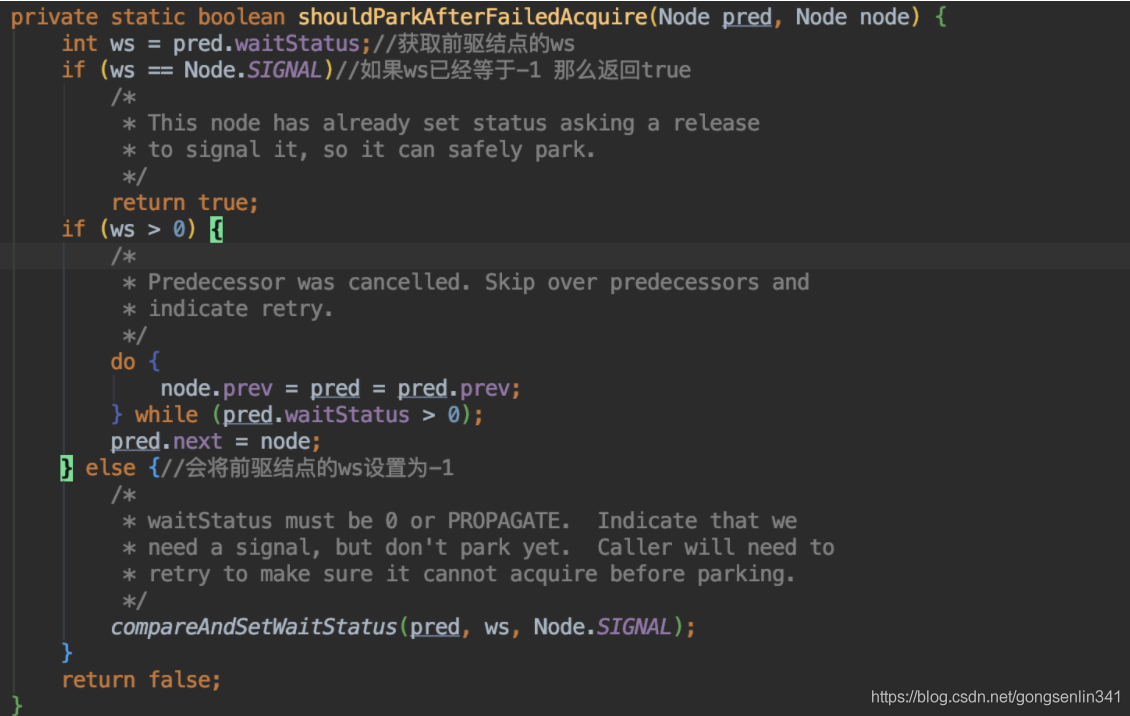 private static boolean shouldParkAfterFailedAcquire(Node pred, Node node) {
    int ws = pred.waitStatus;//获取前驱结点的ws
    if (ws == Node.SIGNAL)//如果ws已经等于-1 那么返回true
        /*
         * This node has already set status asking a release
         * to signal it, so it can safely park.
         */
        return true;
    if (ws > 0) {
        /*
         * Predecessor was cancelled. Skip over predecessors and
         * indicate retry.
         */
        do {
            node.prev = pred = pred.prev;
        } while (pred.waitStatus > 0);
        pred.next = node;
    } else {//会将前驱结点的ws设置为-1
        /*
         * waitStatus must be 0 or PROPAGATE.  Indicate that we
         * need a signal, but don't park yet.  Caller will need to
         * retry to make sure it cannot acquire before parking.
         */
        compareAndSetWaitStatus(pred, ws, Node.SIGNAL);
    }
    return false;
}
https://blog.csdn.net/gongsenlin341